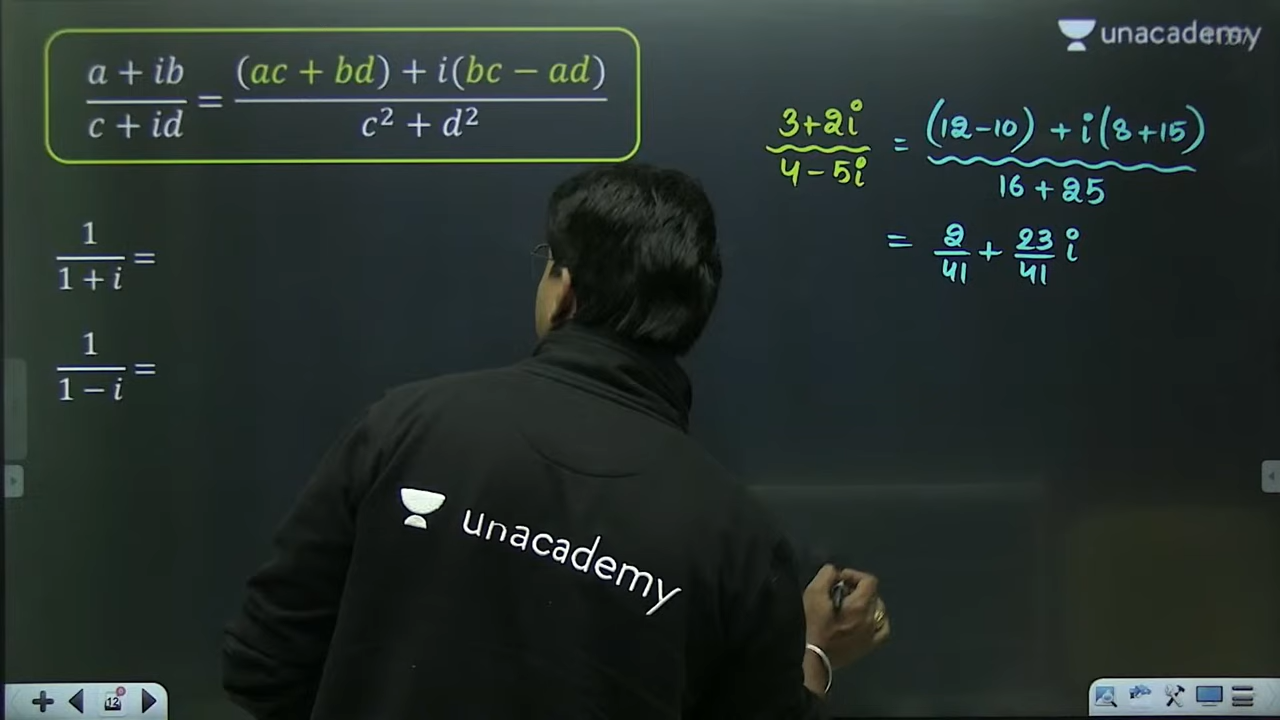 unacademy
(a + ib)/(c + id) = ((ac + bd) + i(bc − ad))/(c² + d²)
(3+2i)/(4−5i) = ((12−10) + i(8+15))/(16+25)
= 2/41 + 23/41 i
1/(1 + i) =
1/(1 − i) =
unacademy
12